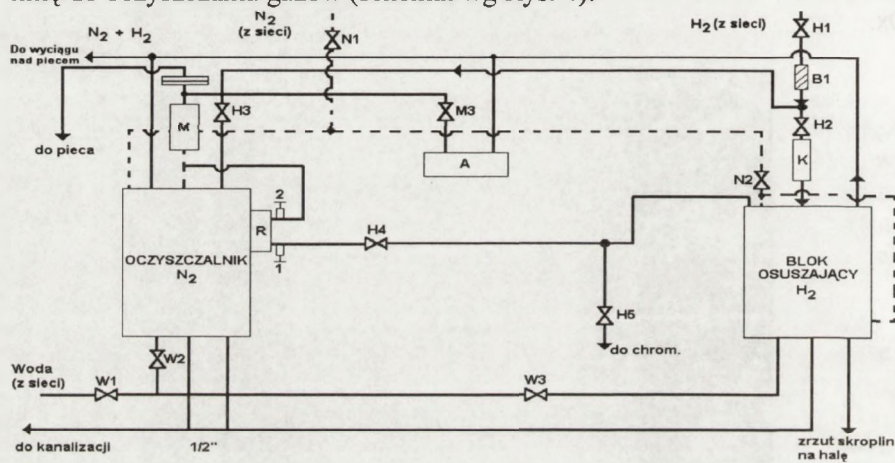 N₂ + H₂
N₂
(z sieci)
N1
H₂ (z sieci)
H1
Do wyciągu
nad piecem
B1
M
H3
M3
H2
do pieca
A
K
N2
2
R
H4
1
OCZYSZCZALNIK
N₂
BLOK
OSUSZAJĄCY
H₂
H5
do chrom.
W2
Woda
(z sieci)
W1
W3
do kanalizacji
1/2"
zrzut skroplin
na halę